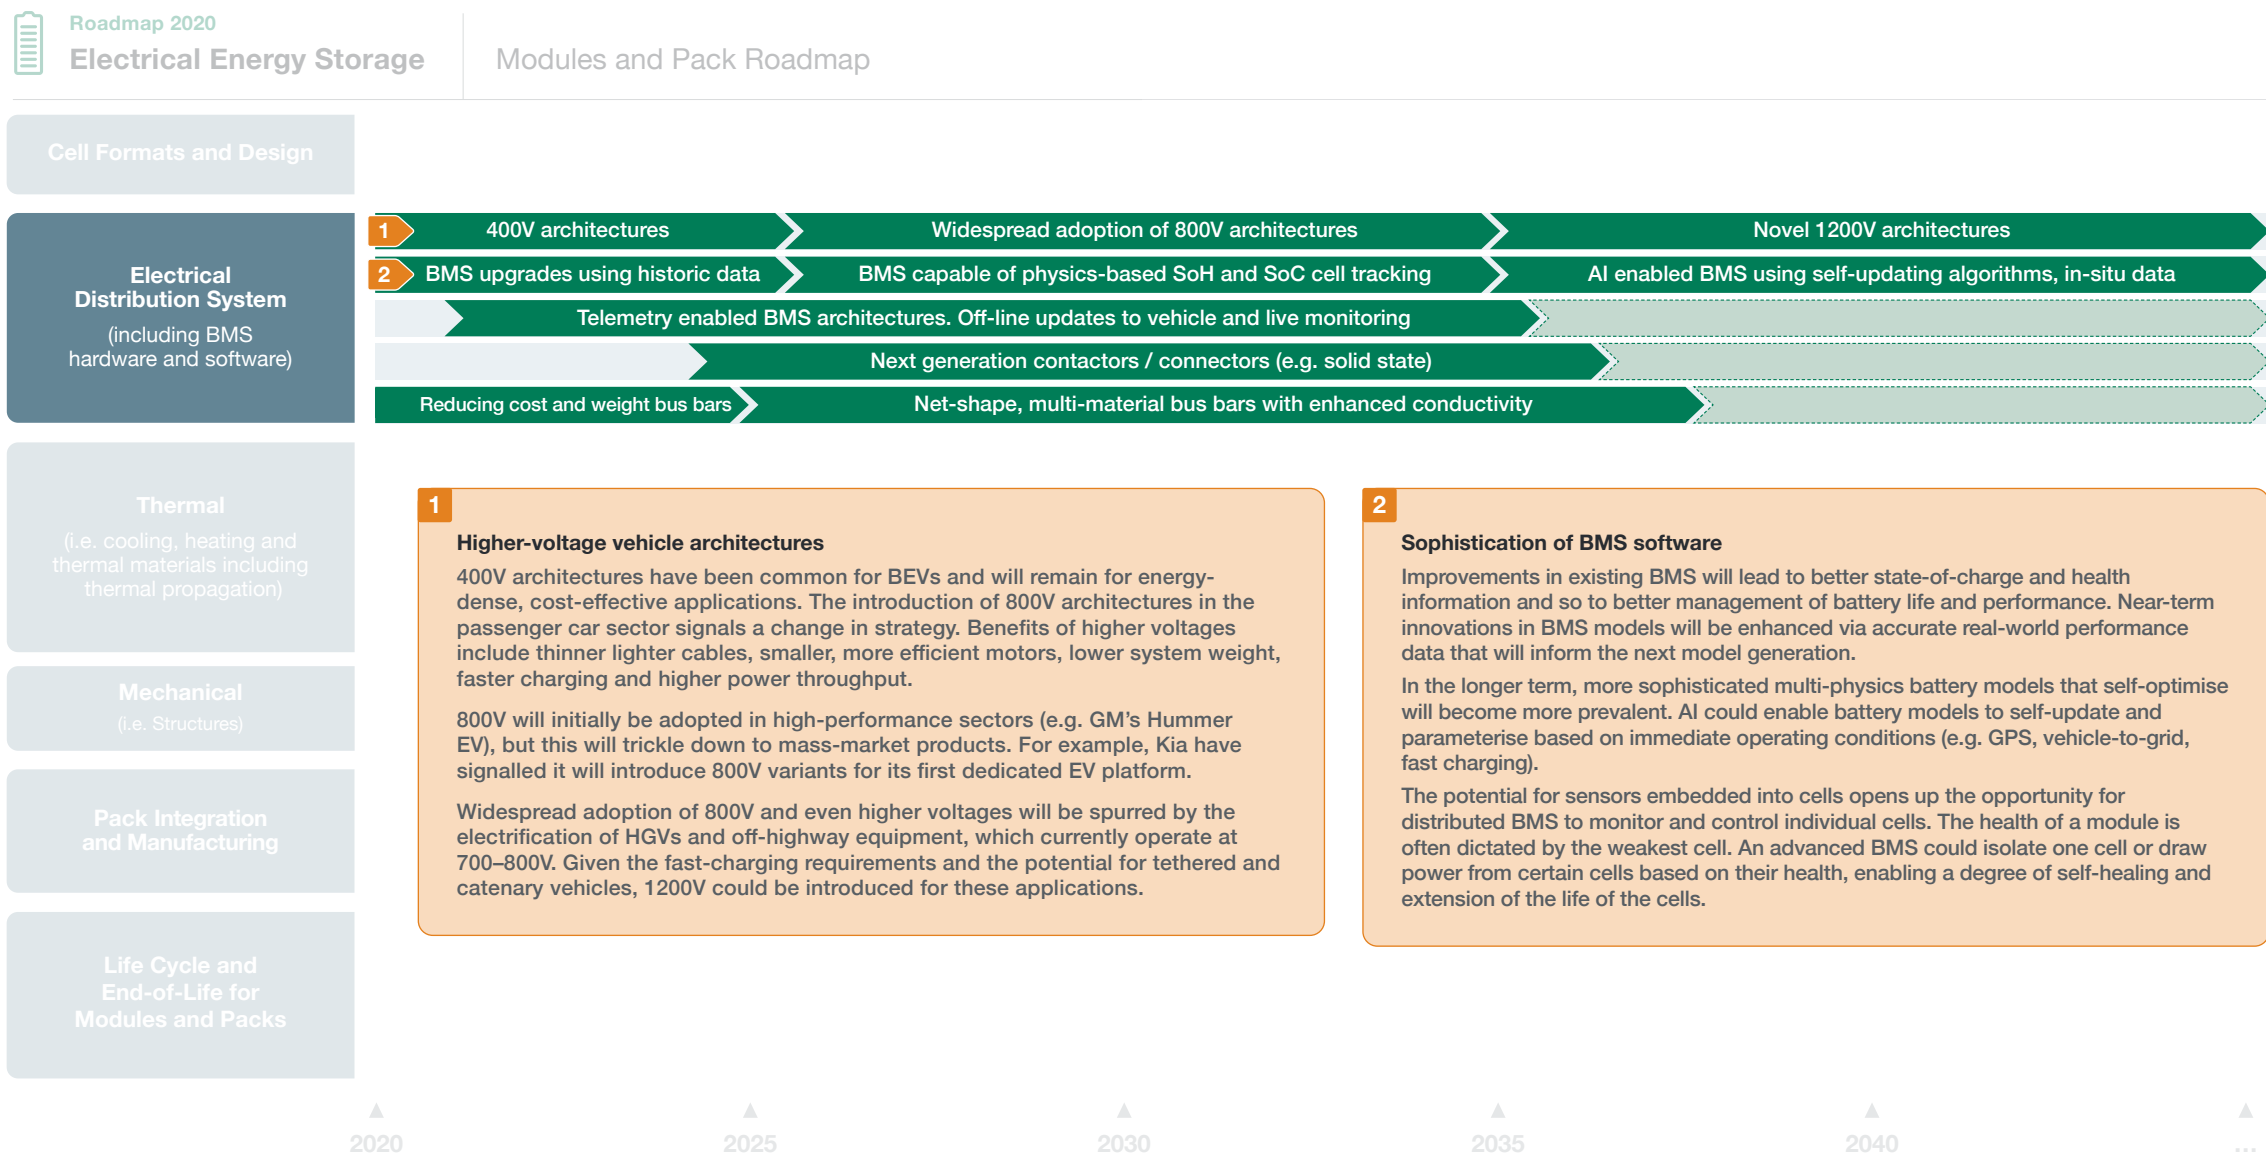 Roadmap 2020
Electrical Energy Storage
Modules and Pack Roadmap
Cell Formats and Design
Electrical
Distribution System
(including BMS
hardware and software)
1
400V architectures
Widespread adoption of 800V architectures
Novel 1200V architectures
2
BMS upgrades using historic data
BMS capable of physics-based SoH and SoC cell tracking
AI enabled BMS using self-updating algorithms, in-situ data
Telemetry enabled BMS architectures. Off-line updates to vehicle and live monitoring
Next generation contactors / connectors (e.g. solid state)
Reducing cost and weight bus bars
Net-shape, multi-material bus bars with enhanced conductivity
Thermal
(i.e. cooling, heating and
thermal materials including
thermal propagation)
Mechanical
(i.e. Structures)
Pack Integration
and Manufacturing
Life Cycle and
End-of-Life for
Modules and Packs
1
Higher-voltage vehicle architectures
400V architectures have been common for BEVs and will remain for energy-
dense, cost-effective applications. The introduction of 800V architectures in the
passenger car sector signals a change in strategy. Benefits of higher voltages
include thinner lighter cables, smaller, more efficient motors, lower system weight,
faster charging and higher power throughput.
800V will initially be adopted in high-performance sectors (e.g. GM's Hummer
EV), but this will trickle down to mass-market products. For example, Kia have
signalled it will introduce 800V variants for its first dedicated EV platform.
Widespread adoption of 800V and even higher voltages will be spurred by the
electrification of HGVs and off-highway equipment, which currently operate at
700–800V. Given the fast-charging requirements and the potential for tethered and
catenary vehicles, 1200V could be introduced for these applications.
2
Sophistication of BMS software
Improvements in existing BMS will lead to better state-of-charge and health
information and so to better management of battery life and performance. Near-term
innovations in BMS models will be enhanced via accurate real-world performance
data that will inform the next model generation.
In the longer term, more sophisticated multi-physics battery models that self-optimise
will become more prevalent. AI could enable battery models to self-update and
parameterise based on immediate operating conditions (e.g. GPS, vehicle-to-grid,
fast charging).
The potential for sensors embedded into cells opens up the opportunity for
distributed BMS to monitor and control individual cells. The health of a module is
often dictated by the weakest cell. An advanced BMS could isolate one cell or draw
power from certain cells based on their health, enabling a degree of self-healing and
extension of the life of the cells.
2020
2025
2030
2035
2040
...